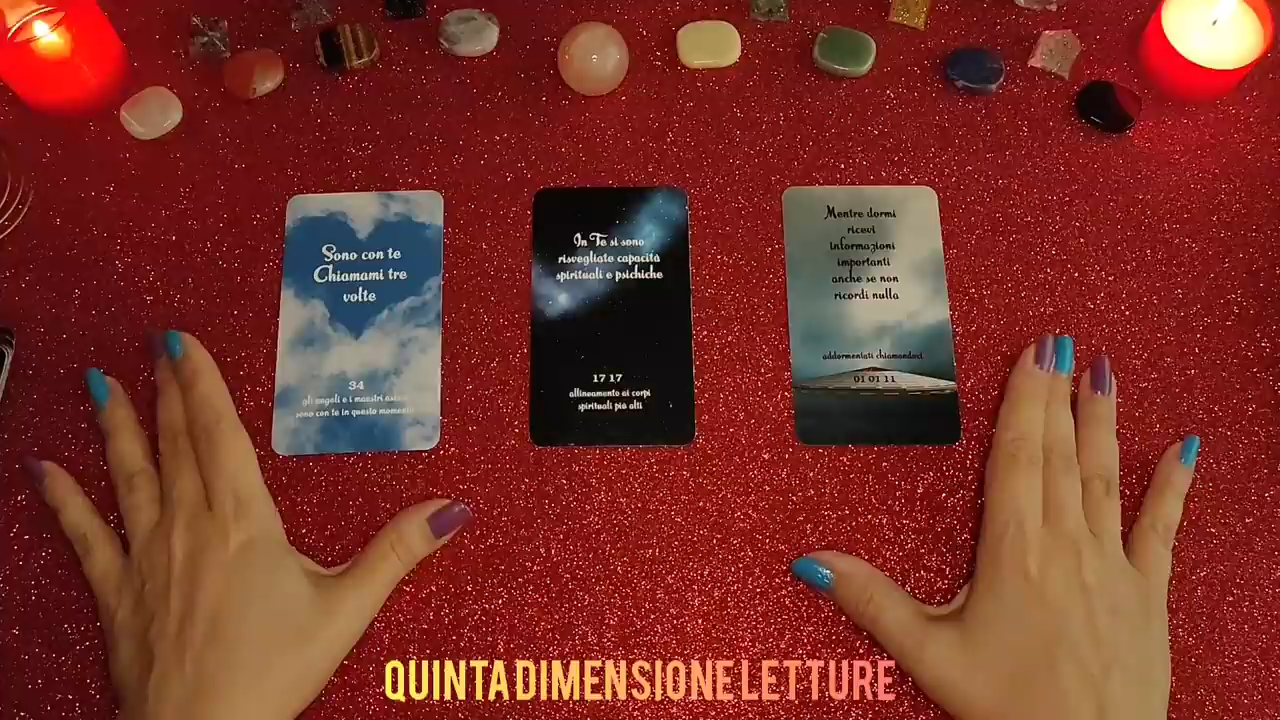 Sono con te
Chiamami tre
volte
34
gli angeli e i maestri
sono con te in questo momento
In Te si sono
risvegliate capacità
spirituali e psichiche
17 17
allineamento ai corpi
spirituali più alti
Mentre dormi
ricevi
informazioni
importanti
anche se non
ricordi nulla
addormentati chiamandoci
01 01 11
QUINTA DIMENSIONE LETTURE